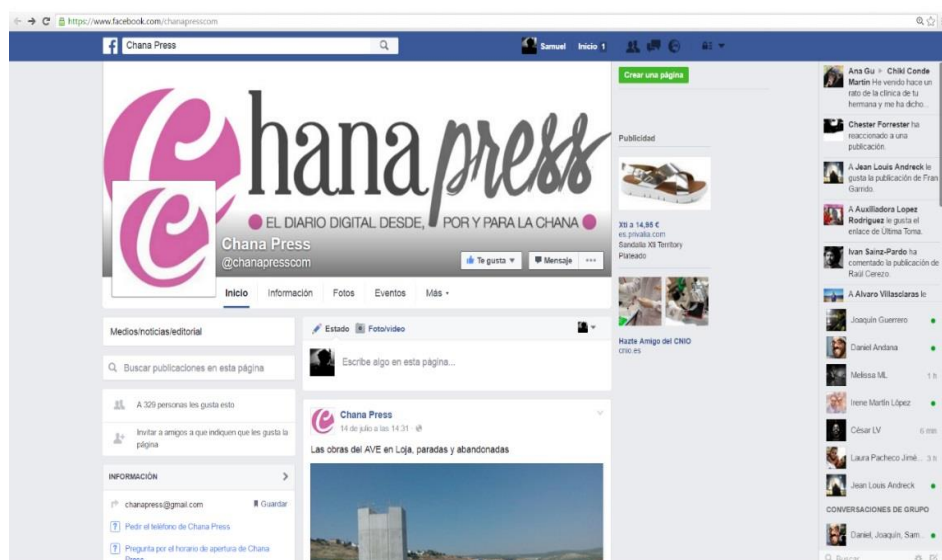 https://www.facebook.com/chanapresscom
Chana Press
Samuel Inicio 1
Crear una página
Chanapress
EL DIARIO DIGITAL DESDE, POR Y PARA LA CHANA
Chana Press
@chanapresscom
Te gusta
Mensaje
Inicio Información Fotos Eventos Más
Publicidad
Xti a 14,95 €
es.privalia.com
Sandalia Xti Territory
Plateado
Hazte Amigo del CNIO
cnio.es
Medios/noticias/editorial
Buscar publicaciones en esta página
A 329 personas les gusta esto
Invitar a amigos a que indiquen que les gusta la
página
INFORMACIÓN
chanapress@gmail.com Guardar
Pedir el teléfono de Chana Press
Pregunta por el horario de apertura de Chana
Press
Estado Foto/vídeo
Escribe algo en esta página...
Chana Press
14 de julio a las 14:31
Las obras del AVE en Loja, paradas y abandonadas
Ana Gu Chiki Conde
Martin He venido hace un
rato de la clínica de tu
hermana y me ha dicho...
Chester Forrester ha
reaccionado a una
publicación.
A Jean Louis Andreck le
gusta la publicación de Fran
Garrido.
A Auxiliadora Lopez
Rodriguez le gusta el
enlace de Última Toma.
Ivan Sainz-Pardo ha
comentado la publicación de
Raúl Cerezo.
A Alvaro Villasclaras le
Joaquín Guerrero
Daniel Andana
Melissa ML 1 h
Irene Martín López
César LV 6 min
Laura Pacheco Jimé... 3 h
Jean Louis Andreck
CONVERSACIONES DE GRUPO
Daniel, Joaquín, Sam...
Buscar